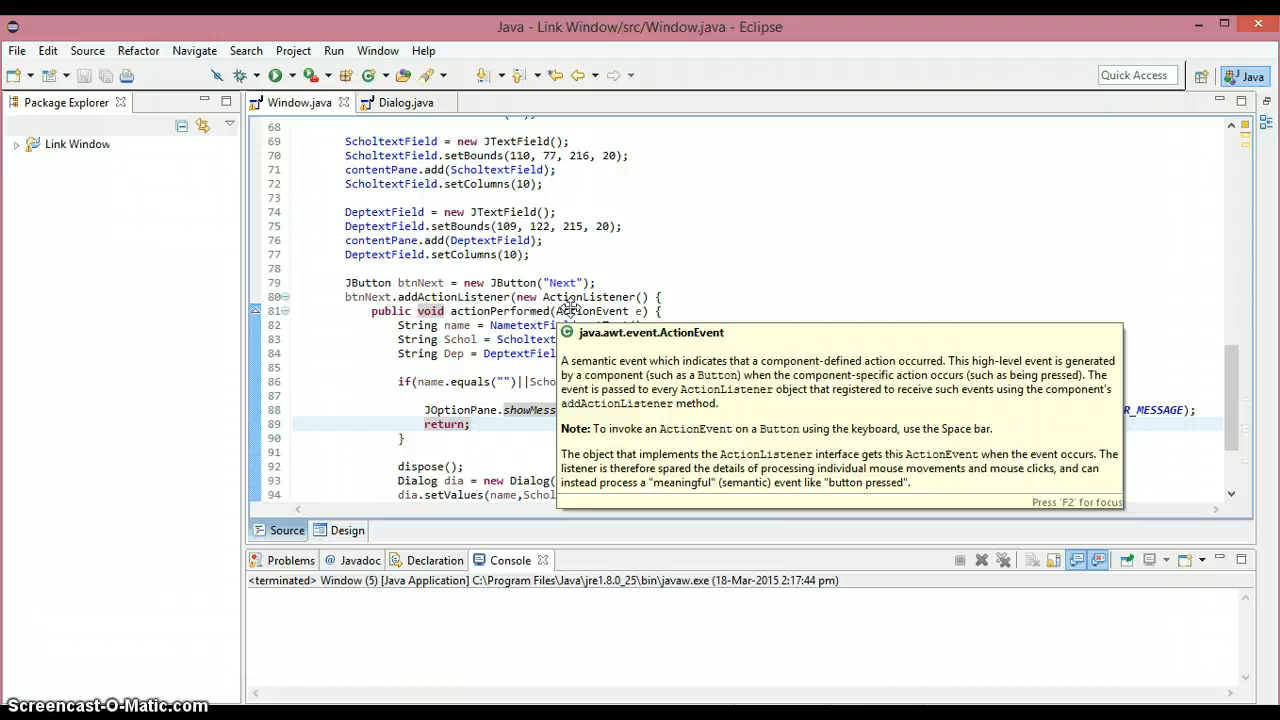 Java - Link Window/src/Window.java - Eclipse
File Edit Source Refactor Navigate Search Project Run Window Help
Quick Access
Java
Package Explorer
Window.java
Dialog.java
Link Window
68
69 ScholtextField = new JTextField();
70 ScholtextField.setBounds(110, 77, 216, 20);
71 contentPane.add(ScholtextField);
72 ScholtextField.setColumns(10);
73
74 DeptextField = new JTextField();
75 DeptextField.setBounds(109, 122, 215, 20);
76 contentPane.add(DeptextField);
77 DeptextField.setColumns(10);
78
79 JButton btnNext = new JButton("Next");
80 btnNext.addActionListener(new ActionListener() {
81 public void actionPerformed(ActionEvent e) {
82 String name = NametextF
83 String Schol = Scholtext
84 String Dep = DeptextFiel
85
86 if(name.equals("")||Scho
87
88 JOptionPane.showMess R_MESSAGE);
89 return;
90 }
91
92 dispose();
93 Dialog dia = new Dialog(
94 dia.setValues(name,Schol
java.awt.event.ActionEvent
A semantic event which indicates that a component-defined action occurred. This high-level event is generated
by a component (such as a Button) when the component-specific action occurs (such as being pressed). The
event is passed to every ActionListener object that registered to receive such events using the component's
addActionListener method.
Note: To invoke an ActionEvent on a Button using the keyboard, use the Space bar.
The object that implements the ActionListener interface gets this ActionEvent when the event occurs. The
listener is therefore spared the details of processing individual mouse movements and mouse clicks, and can
instead process a "meaningful" (semantic) event like "button pressed".
Press 'F2' for focus
Source Design
Problems @ Javadoc Declaration Console
<terminated> Window (5) [Java Application] C:\Program Files\Java\jre1.8.0_25\bin\javaw.exe (18-Mar-2015 2:17:44 pm)
Screencast-O-Matic.com